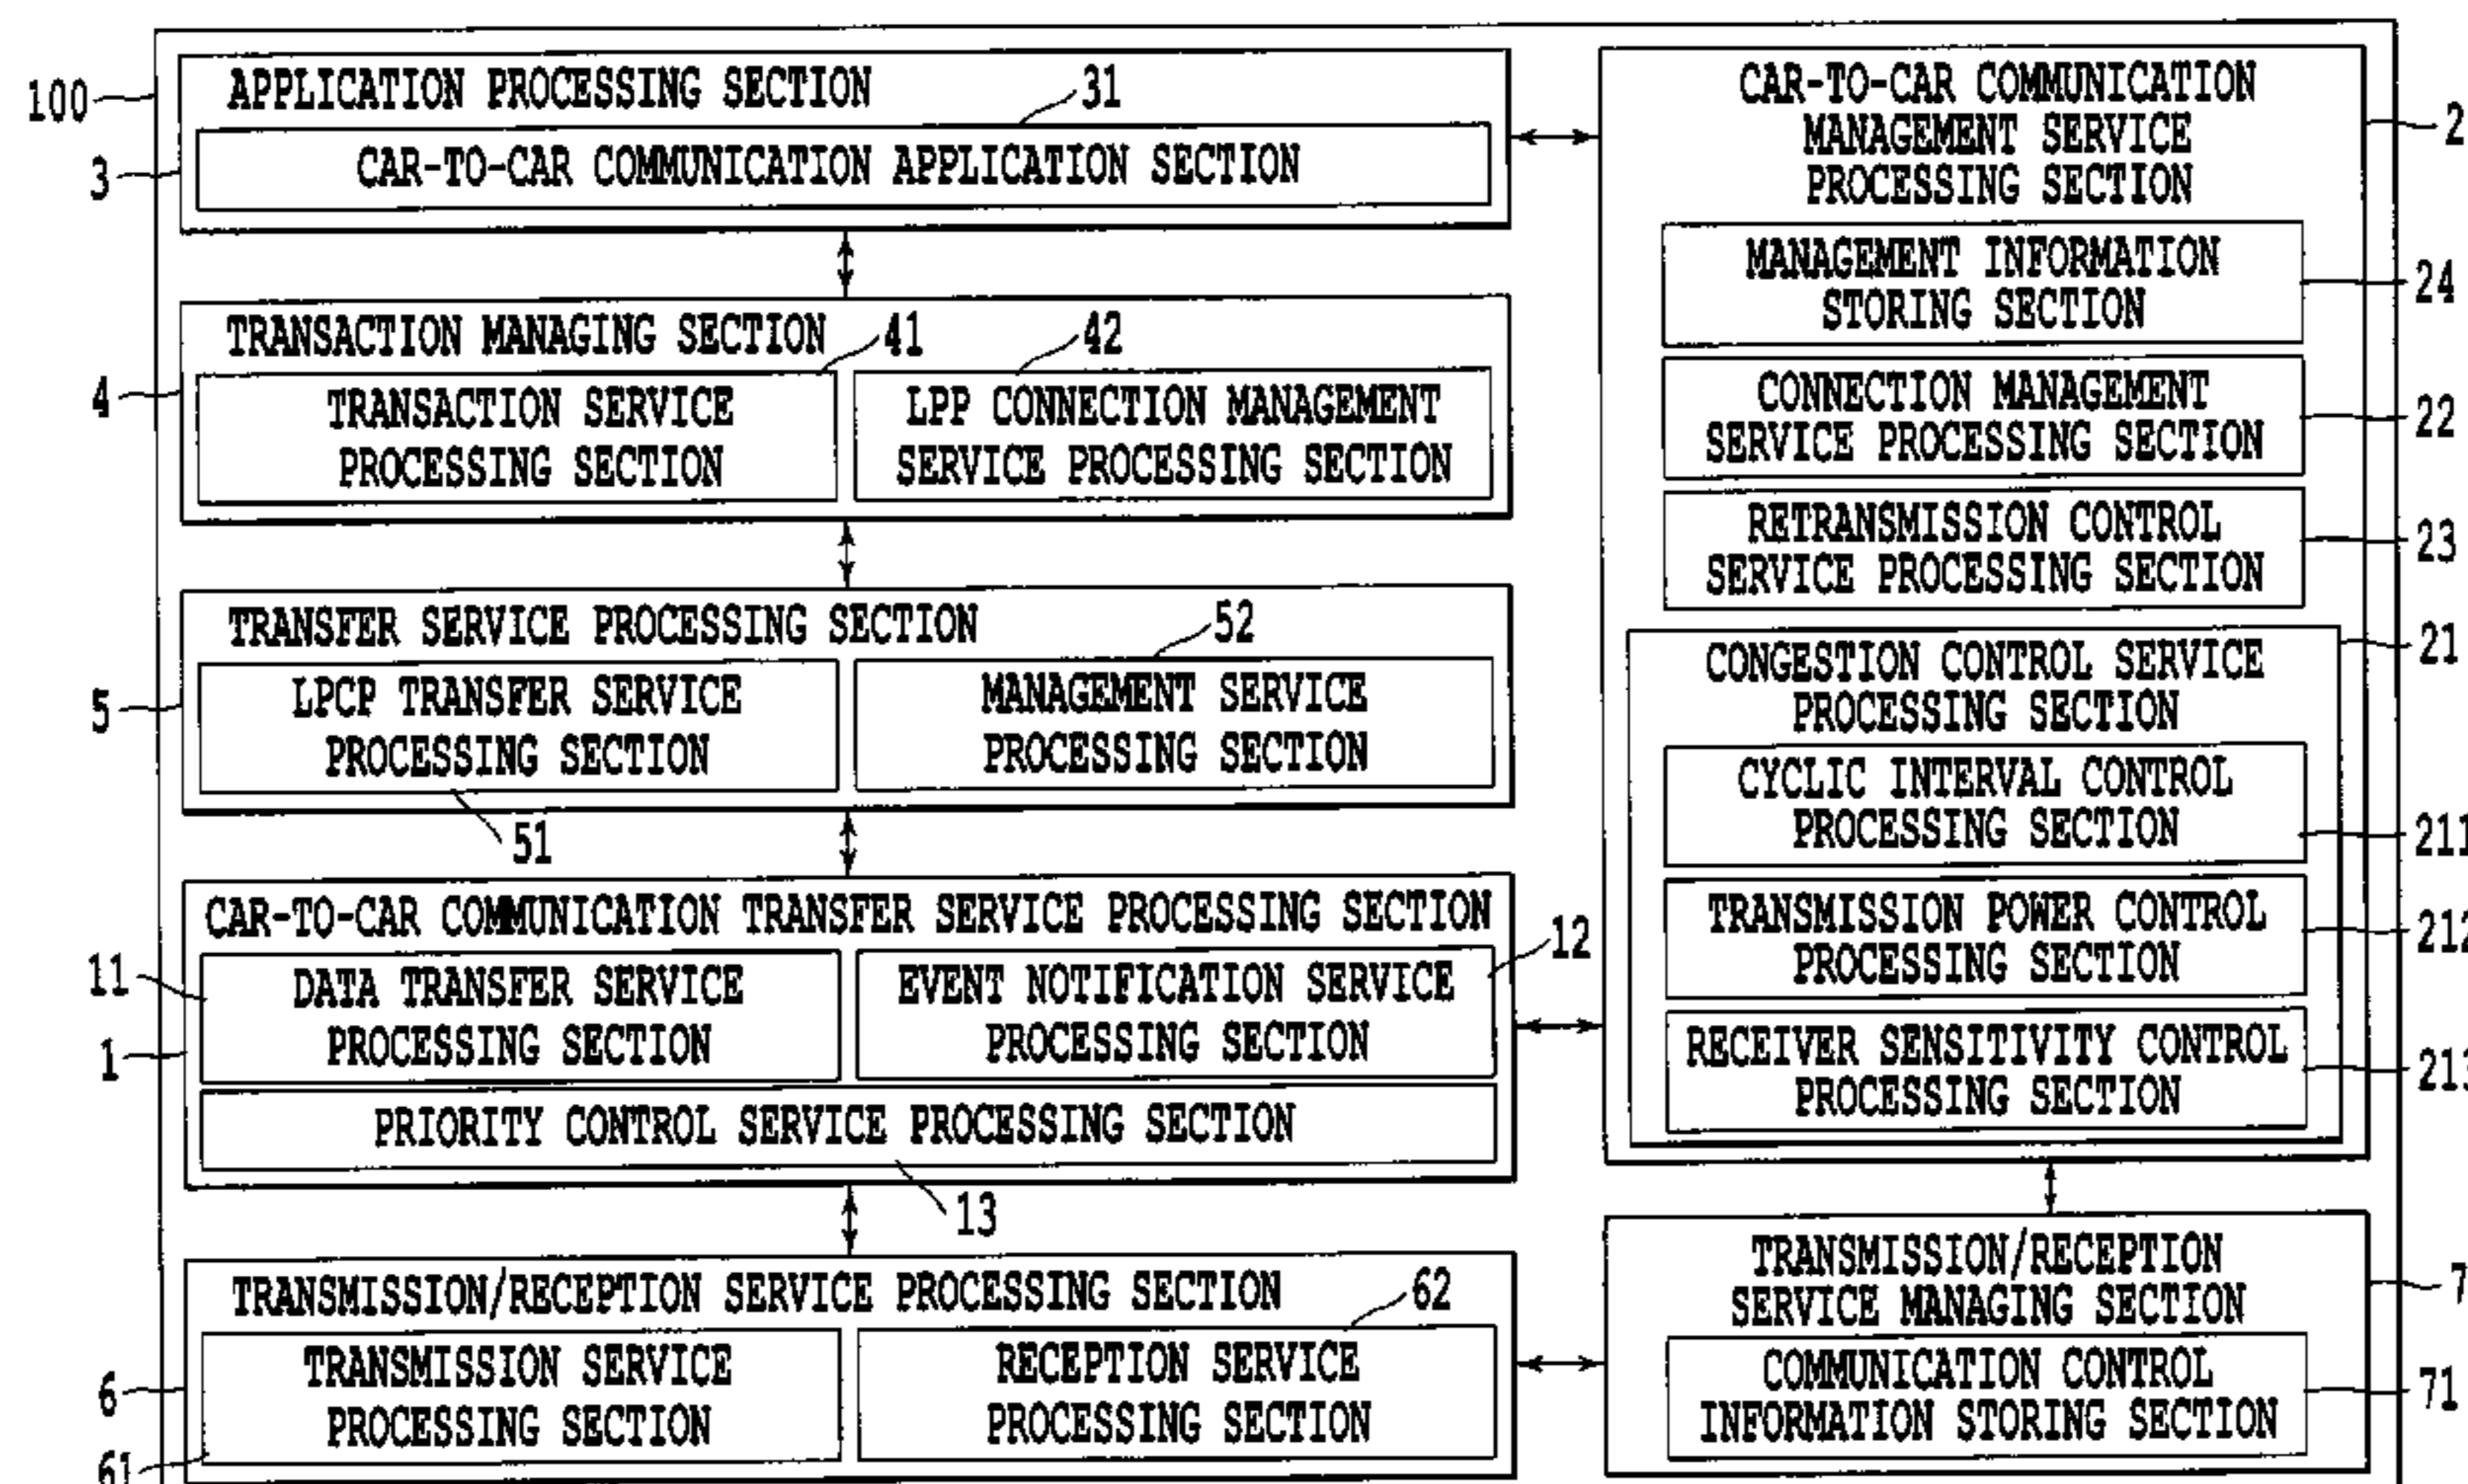 100
APPLICATION PROCESSING SECTION
31
3
CAR-TO-CAR COMMUNICATION APPLICATION SECTION
TRANSACTION MANAGING SECTION
41
42
4
TRANSACTION SERVICE
PROCESSING SECTION
LPP CONNECTION MANAGEMENT
SERVICE PROCESSING SECTION
TRANSFER SERVICE PROCESSING SECTION
52
5
LPCP TRANSFER SERVICE
PROCESSING SECTION
MANAGEMENT SERVICE
PROCESSING SECTION
51
CAR-TO-CAR COMMUNICATION TRANSFER SERVICE PROCESSING SECTION
12
11
DATA TRANSFER SERVICE
PROCESSING SECTION
EVENT NOTIFICATION SERVICE
PROCESSING SECTION
1
PRIORITY CONTROL SERVICE PROCESSING SECTION
13
TRANSMISSION/RECEPTION SERVICE PROCESSING SECTION
62
6
TRANSMISSION SERVICE
PROCESSING SECTION
RECEPTION SERVICE
PROCESSING SECTION
61
CAR-TO-CAR COMMUNICATION
MANAGEMENT SERVICE
PROCESSING SECTION
2
MANAGEMENT INFORMATION
STORING SECTION
24
CONNECTION MANAGEMENT
SERVICE PROCESSING SECTION
22
RETRANSMISSION CONTROL
SERVICE PROCESSING SECTION
23
CONGESTION CONTROL SERVICE
PROCESSING SECTION
21
CYCLIC INTERVAL CONTROL
PROCESSING SECTION
211
TRANSMISSION POWER CONTROL
PROCESSING SECTION
212
RECEIVER SENSITIVITY CONTROL
PROCESSING SECTION
213
TRANSMISSION/RECEPTION
SERVICE MANAGING SECTION
7
COMMUNICATION CONTROL
INFORMATION STORING SECTION
71